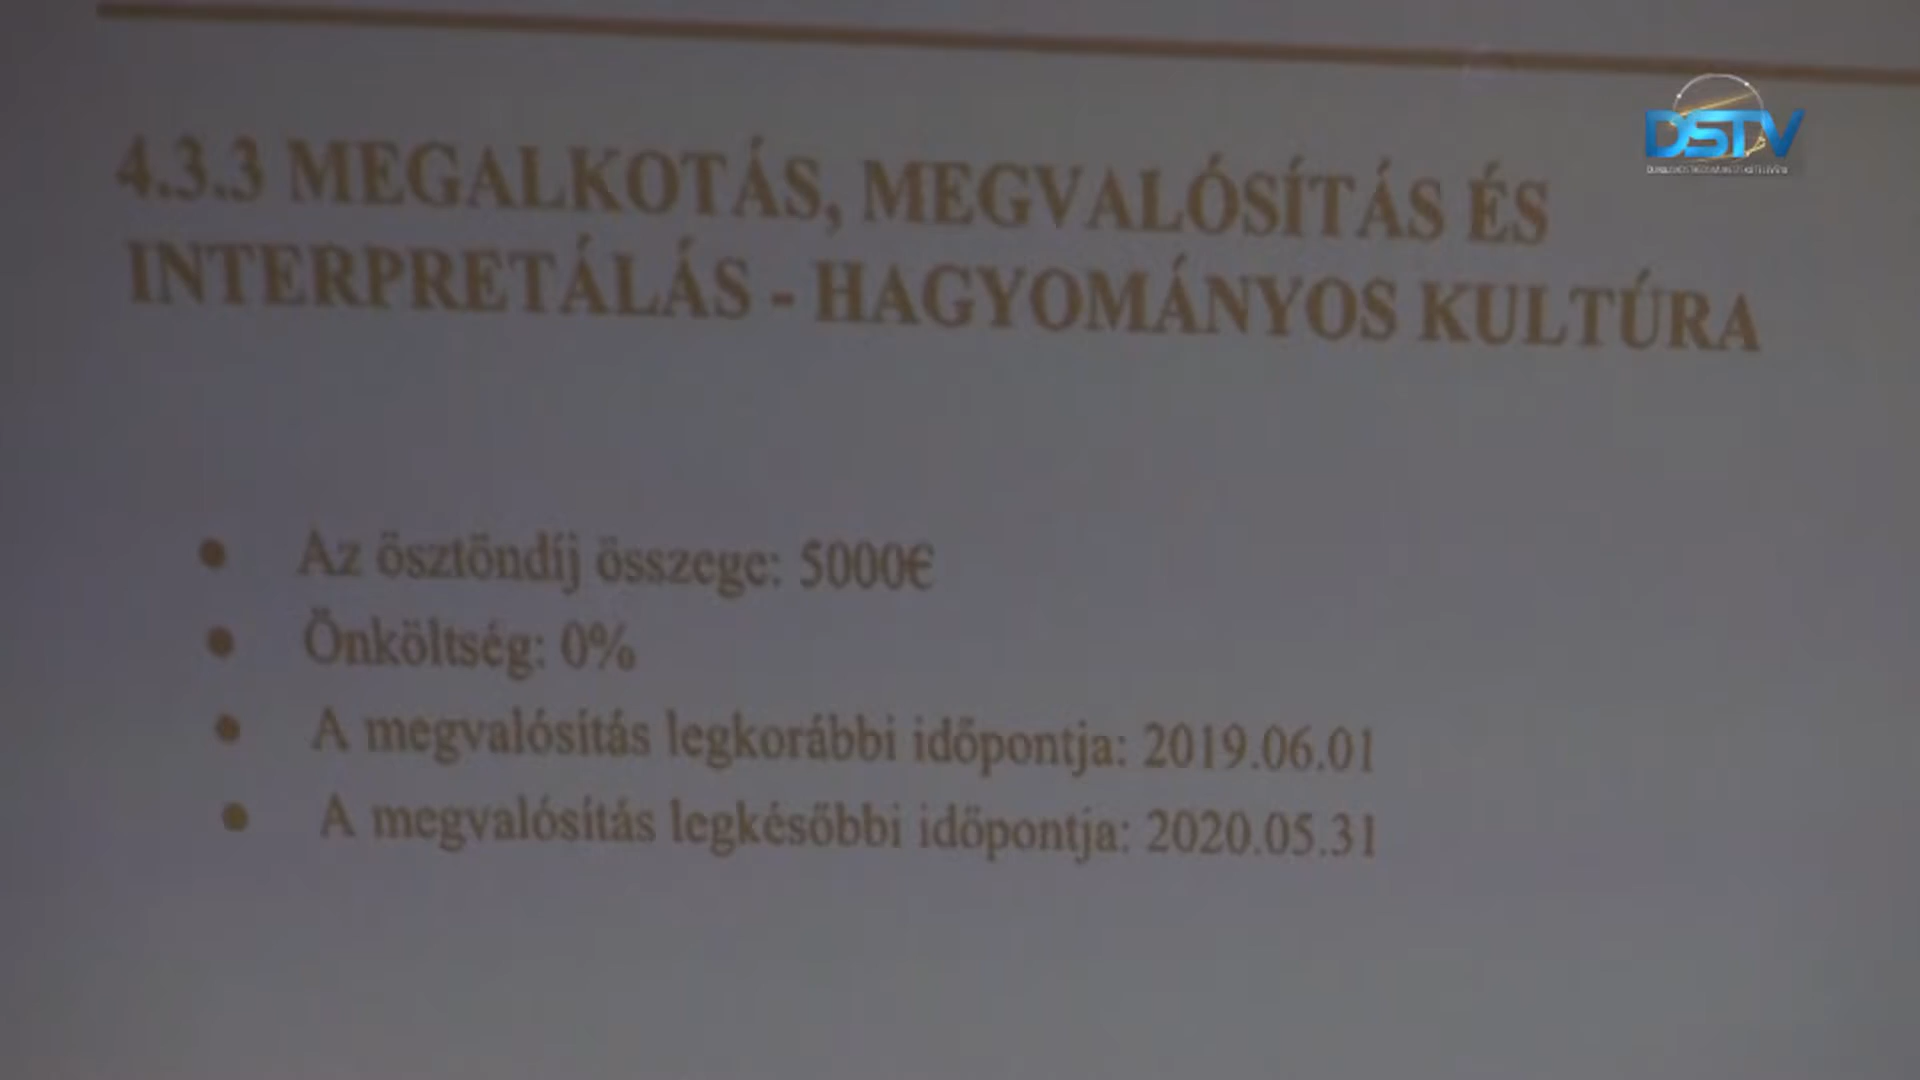 DSTV
4.3.3 MEGALKOTÁS, MEGVALÓSÍTÁS ÉS
INTERPRETÁLÁS - HAGYOMÁNYOS KULTÚRA
● Az ösztöndíj összege: 5000€
● Önköltség: 0%
● A megvalósítás legkorábbi időpontja: 2019.06.01
● A megvalósítás legkésőbbi időpontja: 2020.05.31